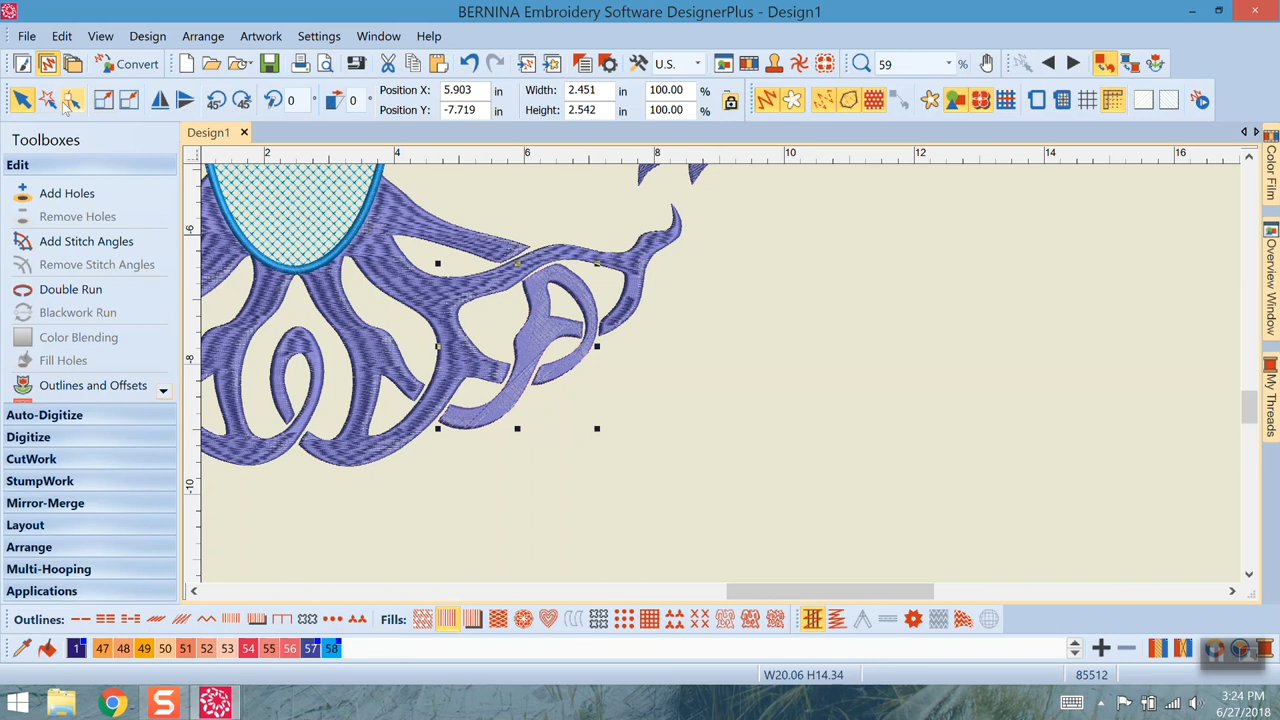 BERNINA Embroidery Software DesignerPlus - Design1
File Edit View Design Arrange Artwork Settings Window Help
Convert U.S. 59 %
0 ° 0 ° Position X: 5.903 in Width: 2.451 in 100.00 %
Position Y: -7.719 in Height: 2.542 in 100.00 %
Toolboxes
Design1
Edit
2 4 6 8 10 12 14 16
Add Holes
Remove Holes
Add Stitch Angles
Remove Stitch Angles
Double Run
Blackwork Run
Color Blending
Fill Holes
Outlines and Offsets
Auto-Digitize
Digitize
CutWork
StumpWork
Mirror-Merge
Layout
Arrange
Multi-Hooping
Applications
-6
-8
-10
Color Film
Overview Window
My Threads
Outlines: Fills:
1 47 48 49 50 51 52 53 54 55 56 57 58
W20.06 H14.34 85512
3:24 PM
6/27/2018